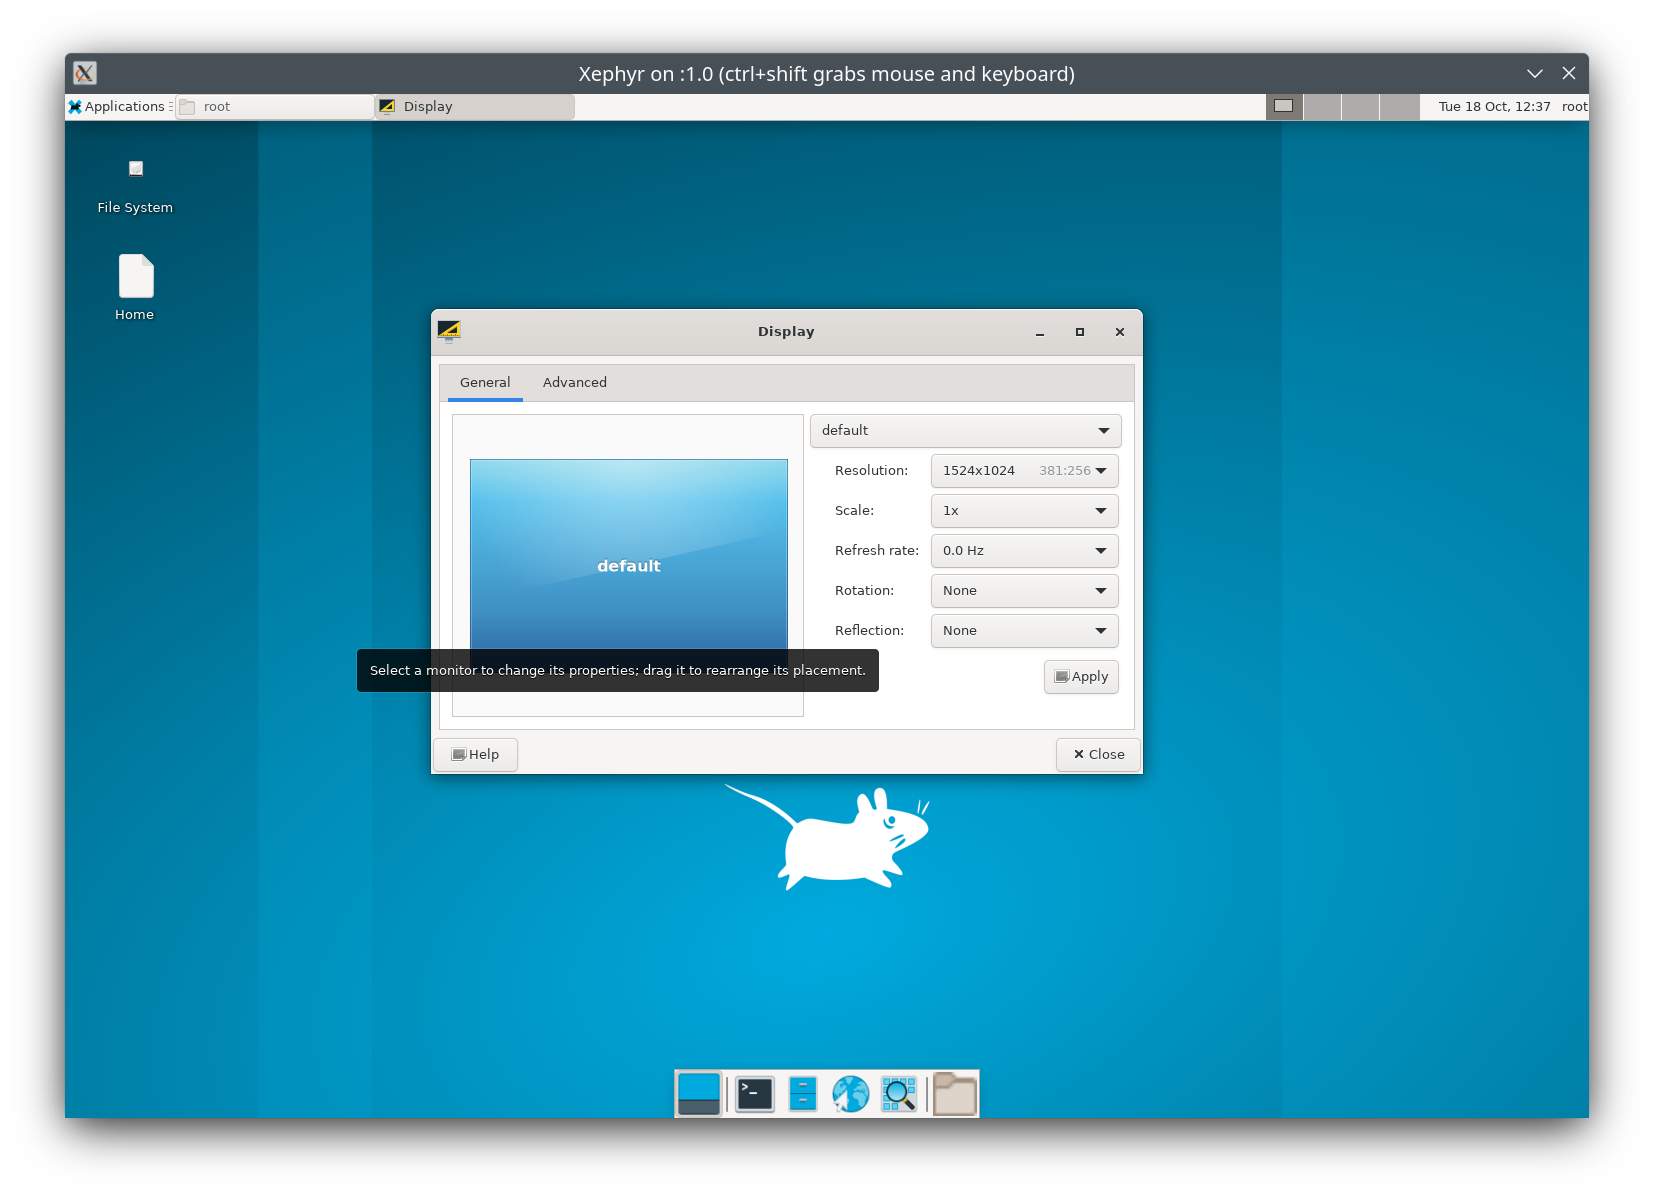 Xephyr on :1.0 (ctrl+shift grabs mouse and keyboard)
Applications root Display Tue 18 Oct, 12:37 root
File System
Home
Display
General Advanced
default
default
Resolution: 1524x1024 381:256
Scale: 1x
Refresh rate: 0.0 Hz
Rotation: None
Reflection: None
Select a monitor to change its properties; drag it to rearrange its placement.
Apply
Help Close
>_